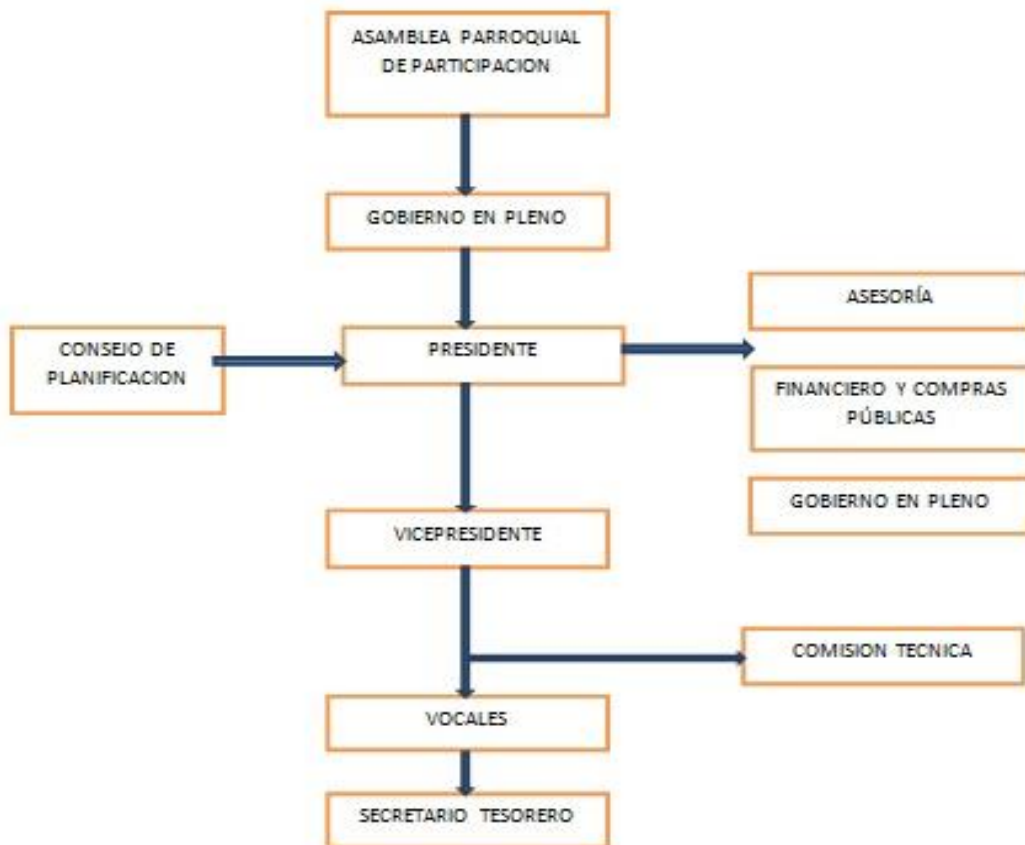 ASAMBLEA PARROQUIAL
DE PARTICIPACION
GOBIERNO EN PLENO
ASESORÍA
CONSEJO DE
PLANIFICACION
PRESIDENTE
FINANCIERO Y COMPRAS
PÚBLICAS
GOBIERNO EN PLENO
VICEPRESIDENTE
COMISION TECNICA
VOCALES
SECRETARIO TESORERO